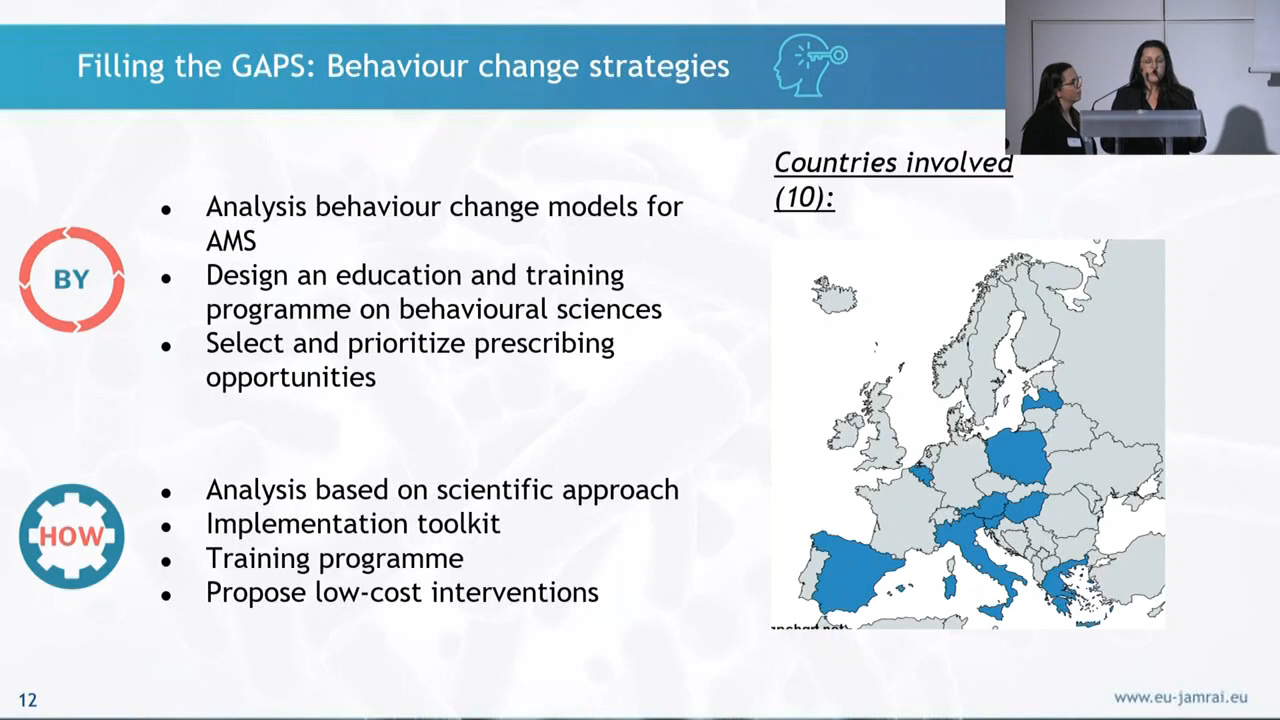 Filling the GAPS: Behaviour change strategies
Countries involved
(10):
BY
● Analysis behaviour change models for
AMS
● Design an education and training
programme on behavioural sciences
● Select and prioritize prescribing
opportunities
HOW
● Analysis based on scientific approach
● Implementation toolkit
● Training programme
● Propose low-cost interventions
12
www.eu-jamrai.eu